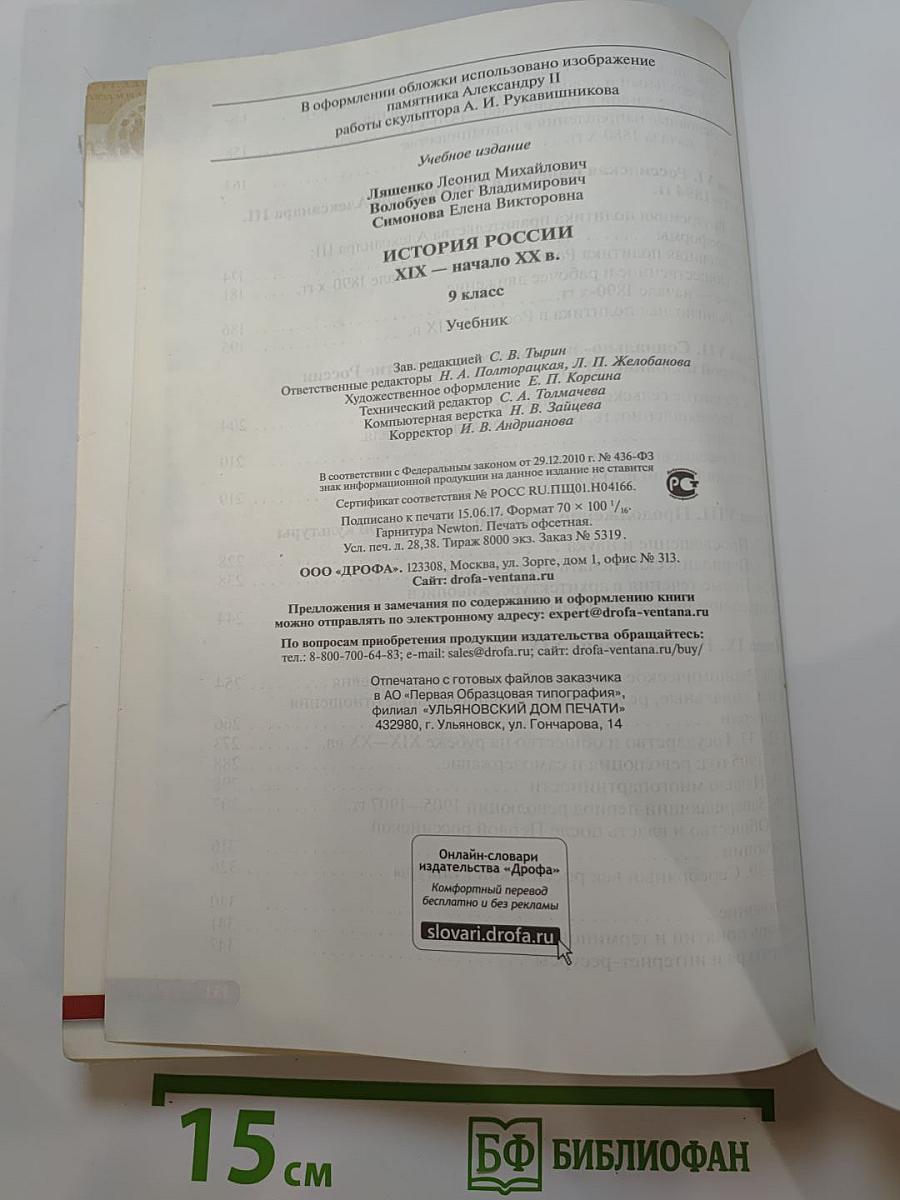 В оформлении обложки использовано изображение
памятника Александру II
работы скульптора А. И. Рукавишникова
Учебное издание
Ляшенко Леонид Михайлович
Волобуев Олег Владимирович
Симонова Елена Викторовна
ИСТОРИЯ РОССИИ
XIX — начало XX в.
9 класс
Учебник
Зав. редакцией С. В. Тырин
Ответственные редакторы Н. А. Полторацкая, Л. П. Желобанова
Художественное оформление Е. П. Корсина
Технический редактор С. А. Толмачева
Компьютерная верстка Н. В. Зайцева
Корректор И. В. Андрианова
В соответствии с Федеральным законом от 29.12.2010 г. № 436-ФЗ
знак информационной продукции на данное издание не ставится
Сертификат соответствия № РОСС RU.ПЩ01.Н04166.
Подписано к печати 15.06.17. Формат 70 × 100 1/16.
Гарнитура Newton. Печать офсетная.
Усл. печ. л. 28,38. Тираж 8000 экз. Заказ № 5319.
ООО «ДРОФА». 123308, Москва, ул. Зорге, дом 1, офис № 313.
Сайт: drofa-ventana.ru
Предложения и замечания по содержанию и оформлению книги
можно отправлять по электронному адресу: expert@drofa-ventana.ru
По вопросам приобретения продукции издательства обращайтесь:
тел.: 8-800-700-64-83; e-mail: sales@drofa.ru; сайт: drofa-ventana.ru/buy/
Отпечатано с готовых файлов заказчика
в АО «Первая Образцовая типография»,
филиал «УЛЬЯНОВСКИЙ ДОМ ПЕЧАТИ»
432980, г. Ульяновск, ул. Гончарова, 14
Онлайн-словари
издательства «Дрофа»
Комфортный перевод
бесплатно и без рекламы
slovari.drofa.ru
15 см
БФ БИБЛИОФАН